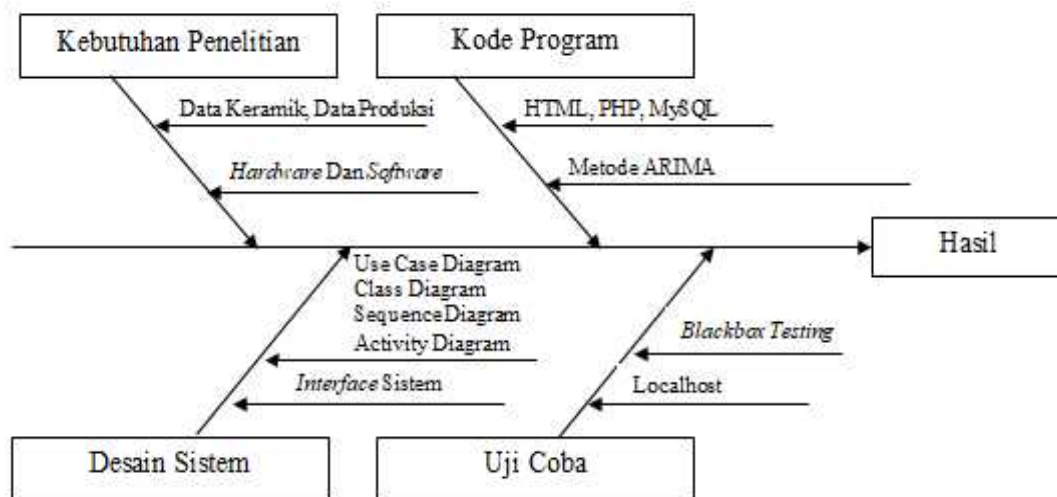 Kebutuhan Penelitian
Kode Program
Data Keramik, Data Produksi
HTML, PHP, MySQL
Hardware Dan Software
Metode ARIMA
Hasil
Use Case Diagram
Class Diagram
Sequence Diagram
Activity Diagram
Blackbox Testing
Interface Sistem
Localhost
Desain Sistem
Uji Coba